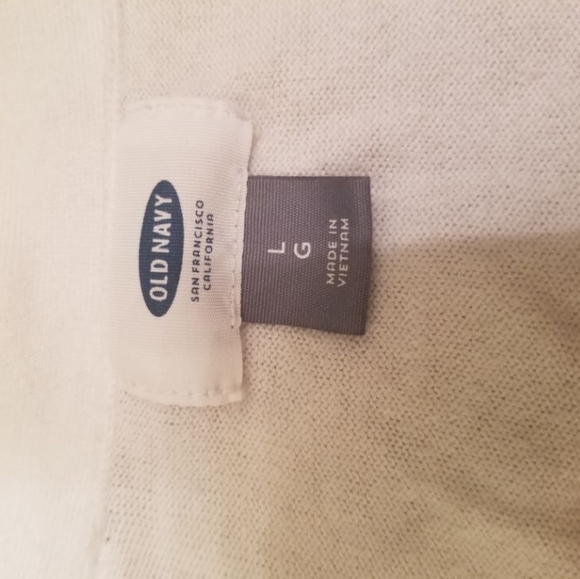 OLD NAVY
SAN FRANCISCO
CALIFORNIA
L
G
MADE IN
VIETNAM